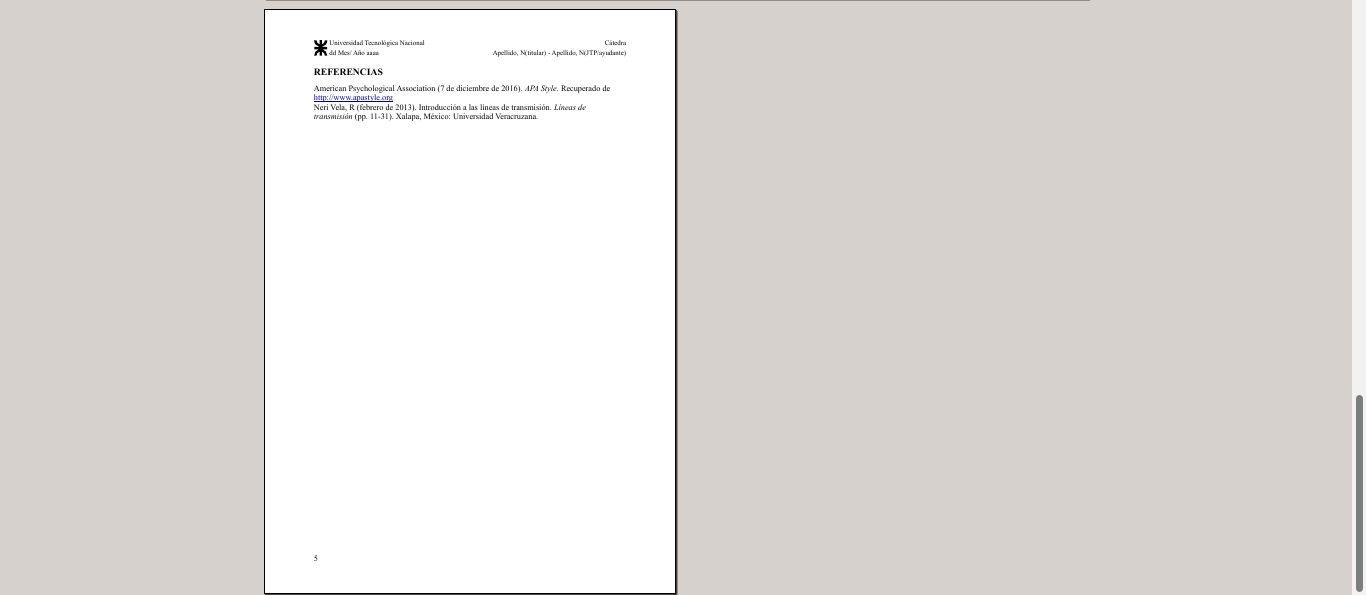 Universidad Tecnológica Nacional
Cátedra
dd Mes/ Año aaaa
Apellido, N(titular) - Apellido, N(JTP/ayudante)
REFERENCIAS
American Psychological Association (7 de diciembre de 2016). APA Style. Recuperado de
http://www.apastyle.org
Neri Vela, R (febrero de 2013). Introducción a las líneas de transmisión. Líneas de
transmisión (pp. 11-31). Xalapa, México: Universidad Veracruzana.
5